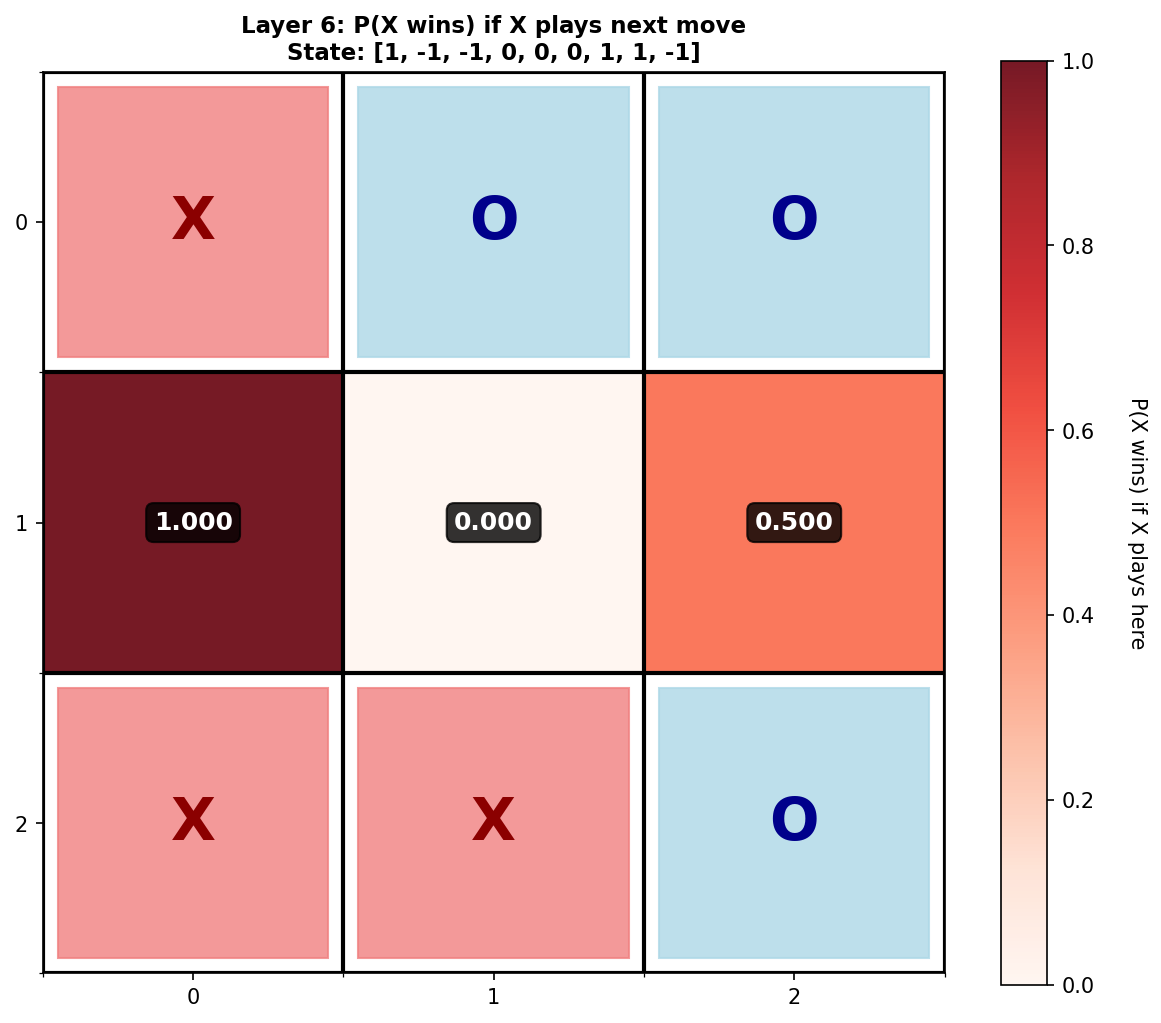 Layer 6: P(X wins) if X plays next move
State: [1, -1, -1, 0, 0, 0, 1, 1, -1]
0
X
O
O
1
1.000
0.000
0.500
2
X
X
O
0
1
2
1.0
0.8
0.6
0.4
0.2
0.0
P(X wins) if X plays here